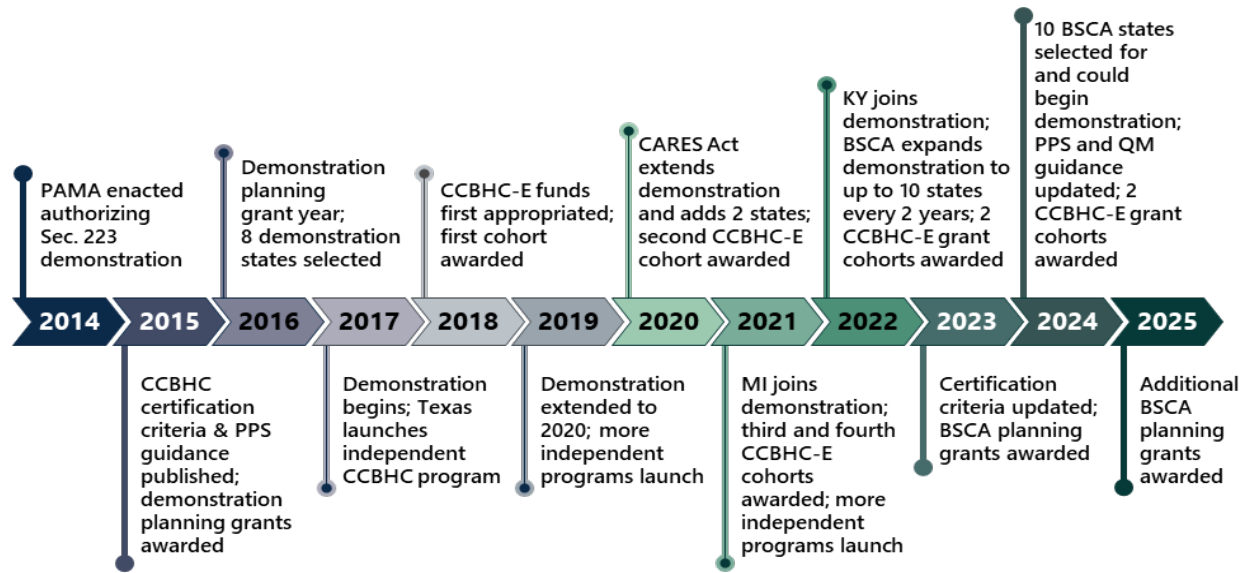 PAMA enacted
authorizing
Sec. 223
demonstration
Demonstration
planning
grant year;
8 demonstration
states selected
CCBHC-E funds
first appropriated;
first cohort
awarded
CARES Act
extends
demonstration
and adds 2 states;
second CCBHC-E
cohort awarded
KY joins
demonstration;
BSCA expands
demonstration to
up to 10 states
every 2 years; 2
CCBHC-E grant
cohorts awarded
10 BSCA states
selected for
and could
begin
demonstration;
PPS and QM
guidance
updated; 2
CCBHC-E grant
cohorts
awarded
2014 2015 2016 2017 2018 2019 2020 2021 2022 2023 2024 2025
CCBHC
certification
criteria & PPS
guidance
published;
demonstration
planning grants
awarded
Demonstration
begins; Texas
launches
independent
CCBHC program
Demonstration
extended to
2020; more
independent
programs launch
MI joins
demonstration;
third and fourth
CCBHC-E
cohorts
awarded; more
independent
programs launch
Certification
criteria updated;
BSCA planning
grants awarded
Additional
BSCA
planning
grants
awarded